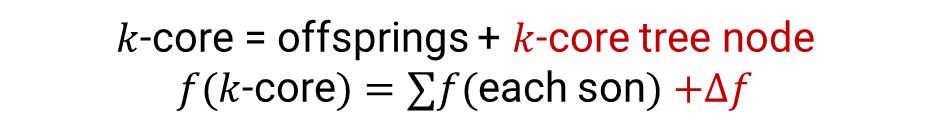 k-core = offsprings + k-core tree node
f(k-core) = ∑f(each son) +Δf